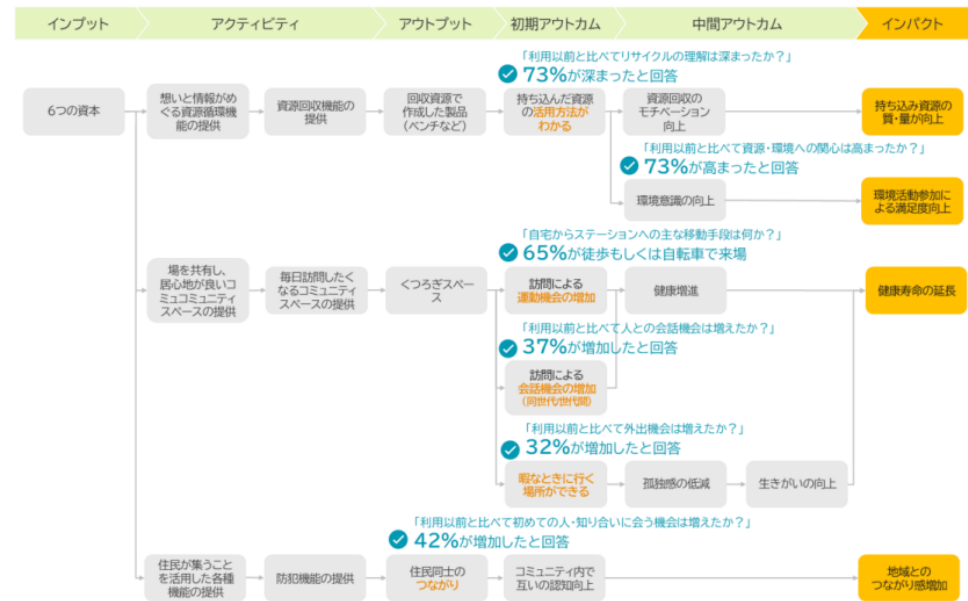 インプット
アクティビティ
アウトプット
初期アウトカム
中間アウトカム
インパクト
「利用以前と比べてリサイクルの理解は深まったか？」
73%が深まったと回答
6つの資本
想いと情報がめ
ぐる資源循環機
能の提供
資源回収機能の
提供
回収資源で
作成した製品
（ベンチなど）
持ち込んだ資源
の活用方法が
わかる
資源回収の
モチベーション
向上
持ち込み資源の
質・量が向上
「利用以前と比べて資源・環境への関心は高まったか？」
73%が高まったと回答
環境意識の向上
環境活動参加に
よる満足度向上
「自宅からステーションへの主な移動手段は何か？」
65%が徒歩もしくは自転車で来場
場を共有し、
居心地が良いコ
ミュコミュニティ
スペースの提供
毎日訪問したく
なるコミュニティ
スペースの提供
くつろぎスペー
ス
訪問による
運動機会の増加
健康増進
健康寿命の延長
「利用以前と比べて人との会話機会は増えたか？」
37%が増加したと回答
訪問による
会話機会の増加
（同世代/世代間）
「利用以前と比べて外出機会は増えたか？」
32%が増加したと回答
暇なときに行く
場所ができる
孤独感の低減
生きがいの向上
「利用以前と比べて初めての人・知り合いに会う機会は増えたか？」
42%が増加したと回答
住民が集うこと
を活用した各種
機能の提供
防犯機能の提供
住民同士の
つながり
コミュニティ内で
互いの認知向上
地域との
つながり感増加